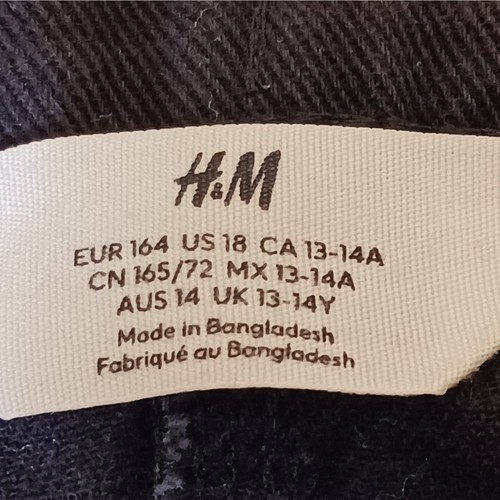 H&M
EUR 164 US 18 CA 13-14A
CN 165/72 MX 13-14A
AUS 14 UK 13-14Y
Made in Bangladesh
Fabriqué au Bangladesh